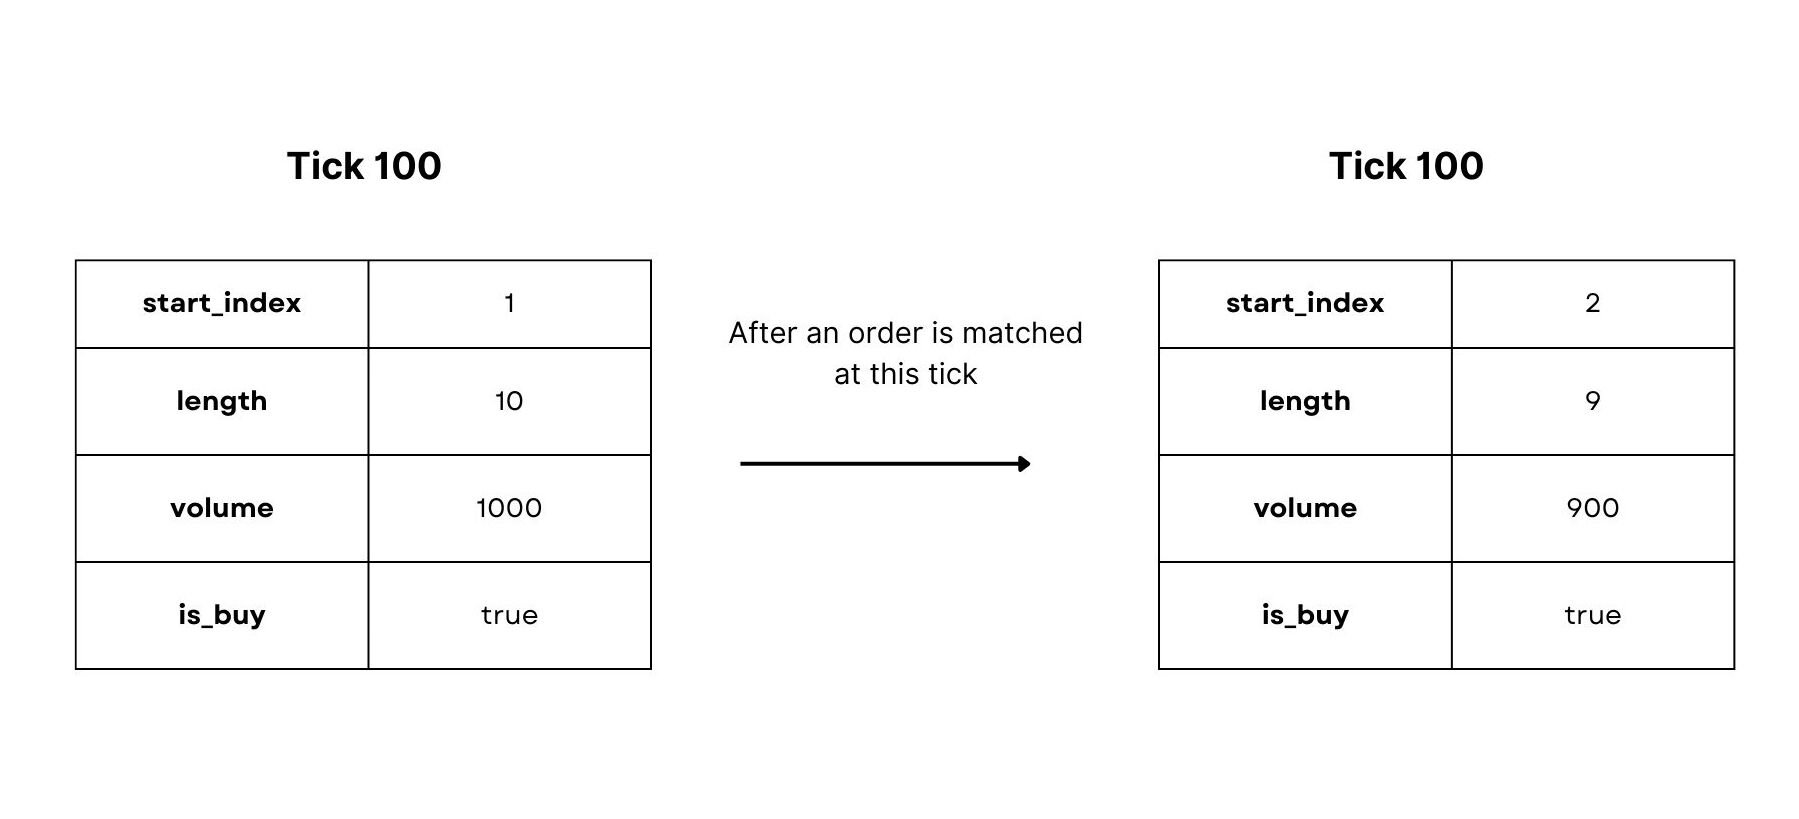 Tick 100
start_index 1
length 10
volume 1000
is_buy true
After an order is matched
at this tick
Tick 100
start_index 2
length 9
volume 900
is_buy true